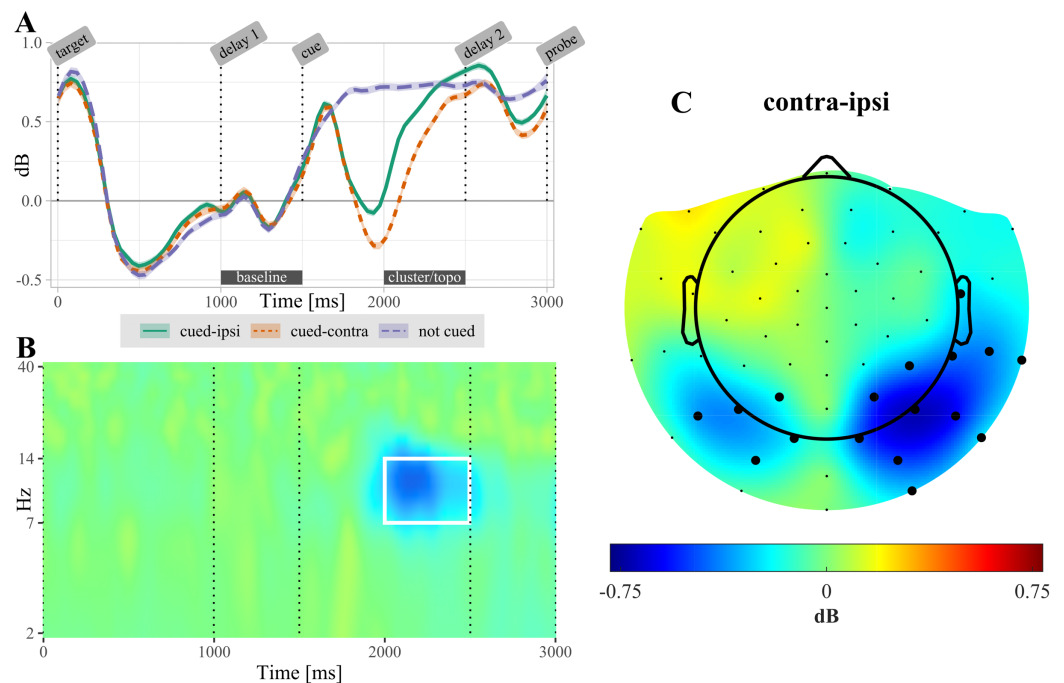 A
target
delay 1
cue
delay 2
probe
1.0
0.5
0.0
-0.5
dB
baseline
cluster/topo
0
1000
2000
3000
Time [ms]
cued-ipsi
cued-contra
not cued
B
40
14
7
2
Hz
0
1000
2000
3000
Time [ms]
C
contra-ipsi
-0.75
0
0.75
dB